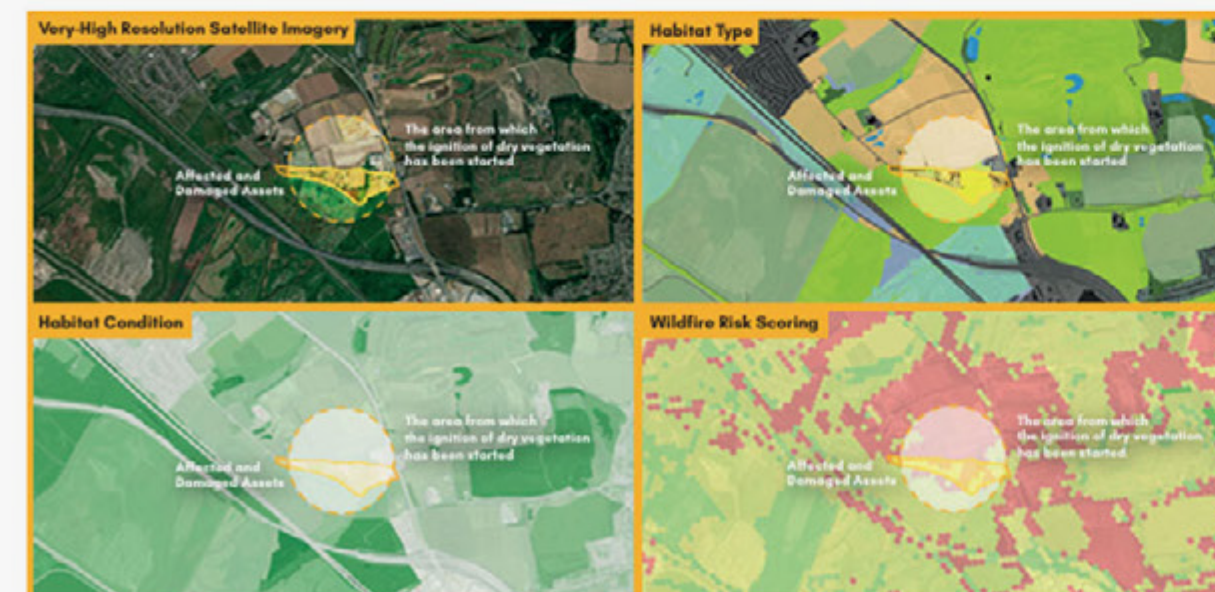 Very-High Resolution Satellite Imagery
The area from which
the ignition of dry vegetation
has been started
Affected and
Damaged Assets
Habitat Type
The area from which
the ignition of dry vegetation
has been started
Affected and
Damaged Assets
Habitat Condition
The area from which
the ignition of dry vegetation
has been started
Affected and
Damaged Assets
Wildfire Risk Scoring
The area from which
the ignition of dry vegetation
has been started
Affected and
Damaged Assets